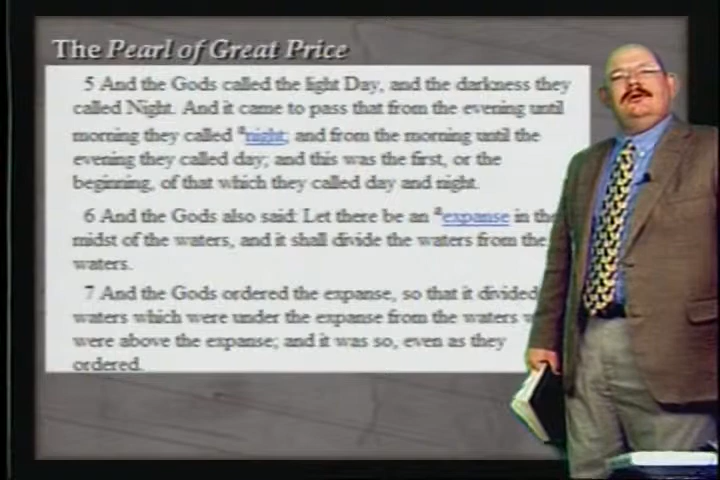 The Pearl of Great Price
5 And the Gods called the light Day, and the darkness they
called Night. And it came to pass that from the evening until
morning they called a night; and from the morning until the
evening they called day; and this was the first, or the
beginning, of that which they called day and night.
6 And the Gods also said: Let there be an a expanse in the
midst of the waters, and it shall divide the waters from the
waters.
7 And the Gods ordered the expanse, so that it divided
waters which were under the expanse from the waters
were above the expanse; and it was so, even as they
ordered.